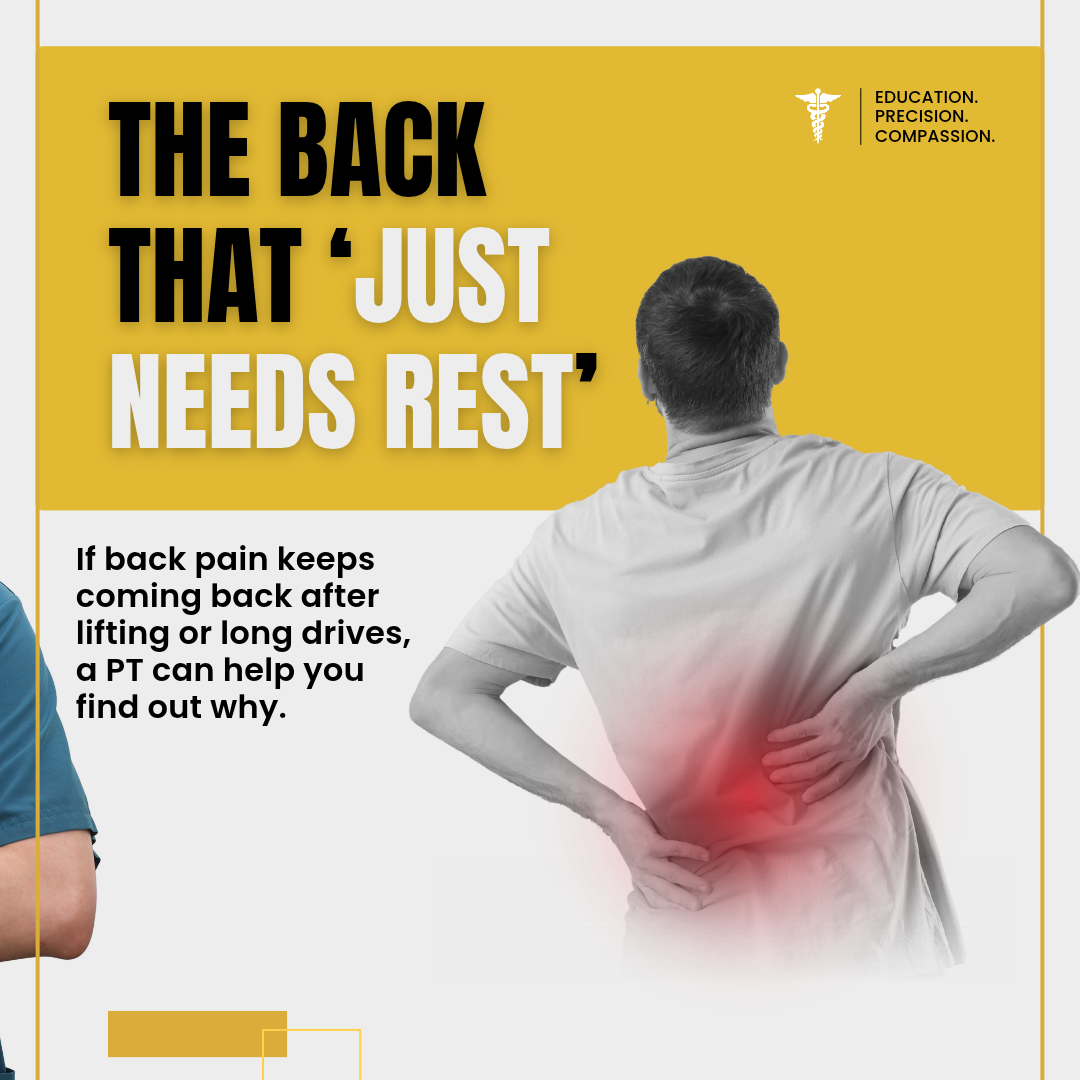 THE BACK
THAT ‘JUST
NEEDS REST’
EDUCATION.
PRECISION.
COMPASSION.
If back pain keeps
coming back after
lifting or long drives,
a PT can help you
find out why.